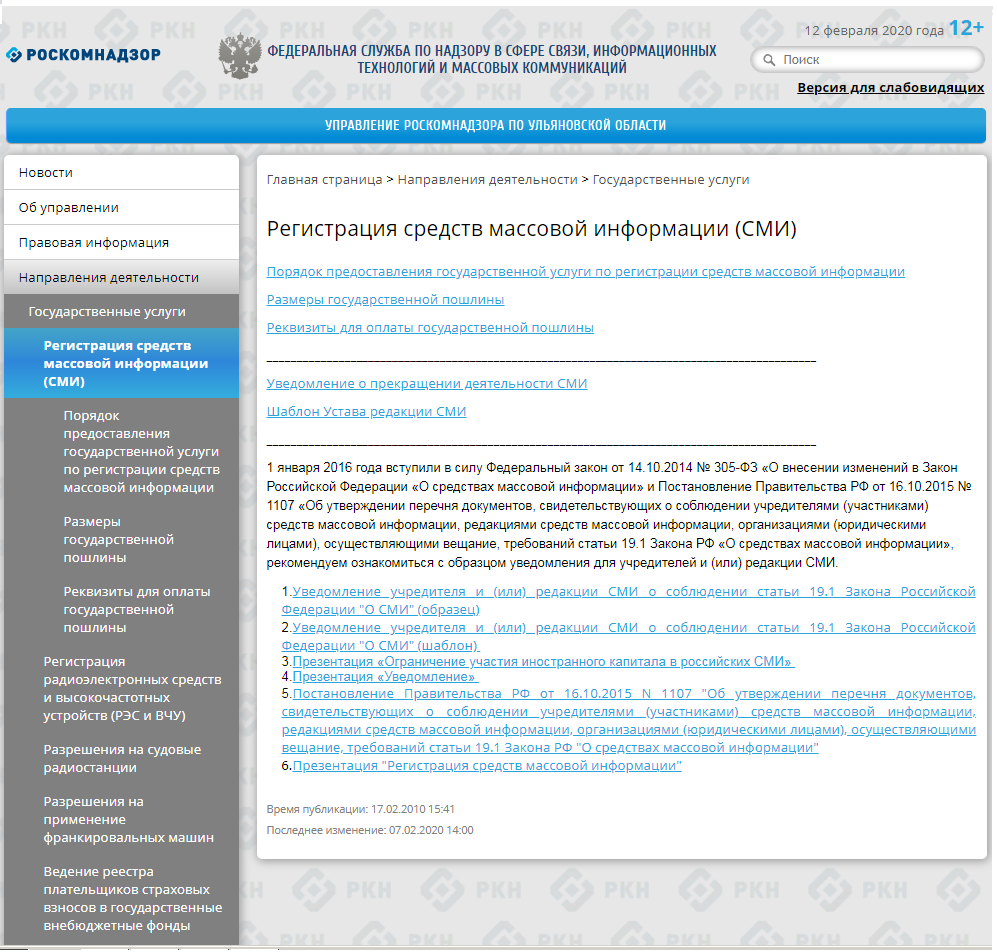 12 февраля 2020 года 12+
РОСКОМНАДЗОР
ФЕДЕРАЛЬНАЯ СЛУЖБА ПО НАДЗОРУ В СФЕРЕ СВЯЗИ, ИНФОРМАЦИОННЫХ
ТЕХНОЛОГИЙ И МАССОВЫХ КОММУНИКАЦИЙ
Поиск
Версия для слабовидящих
УПРАВЛЕНИЕ РОСКОМНАДЗОРА ПО УЛЬЯНОВСКОЙ ОБЛАСТИ
Новости
Об управлении
Правовая информация
Направления деятельности
Государственные услуги
Регистрация средств
массовой информации
(СМИ)
Порядок
предоставления
государственной услуги
по регистрации средств
массовой информации
Размеры
государственной
пошлины
Реквизиты для оплаты
государственной
пошлины
Регистрация
радиоэлектронных средств
и высокочастотных
устройств (РЭС и ВЧУ)
Разрешения на судовые
радиостанции
Разрешения на
применение
франкировальных машин
Ведение реестра
плательщиков страховых
взносов в государственные
внебюджетные фонды
Главная страница > Направления деятельности > Государственные услуги
Регистрация средств массовой информации (СМИ)
Порядок предоставления государственной услуги по регистрации средств массовой информации
Размеры государственной пошлины
Реквизиты для оплаты государственной пошлины
Уведомление о прекращении деятельности СМИ
Шаблон Устава редакции СМИ
1 января 2016 года вступили в силу Федеральный закон от 14.10.2014 № 305-ФЗ «О внесении изменений в Закон
Российской Федерации «О средствах массовой информации» и Постановление Правительства РФ от 16.10.2015 №
1107 «Об утверждении перечня документов, свидетельствующих о соблюдении учредителями (участниками)
средств массовой информации, редакциями средств массовой информации, организациями (юридическими
лицами), осуществляющими вещание, требований статьи 19.1 Закона РФ «О средствах массовой информации»,
рекомендуем ознакомиться с образцом уведомления для учредителей и (или) редакции СМИ.
1.Уведомление учредителя и (или) редакции СМИ о соблюдении статьи 19.1 Закона Российской
Федерации "О СМИ" (образец)
2.Уведомление учредителя и (или) редакции СМИ о соблюдении статьи 19.1 Закона Российской
Федерации "О СМИ" (шаблон)
3.Презентация «Ограничение участия иностранного капитала в российских СМИ»
4.Презентация «Уведомление»
5.Постановление Правительства РФ от 16.10.2015 N 1107 "Об утверждении перечня документов,
свидетельствующих о соблюдении учредителями (участниками) средств массовой информации,
редакциями средств массовой информации, организациями (юридическими лицами), осуществляющими
вещание, требований статьи 19.1 Закона РФ "О средствах массовой информации"
6.Презентация "Регистрация средств массовой информации"
Время публикации: 17.02.2010 15:41
Последнее изменение: 07.02.2020 14:00